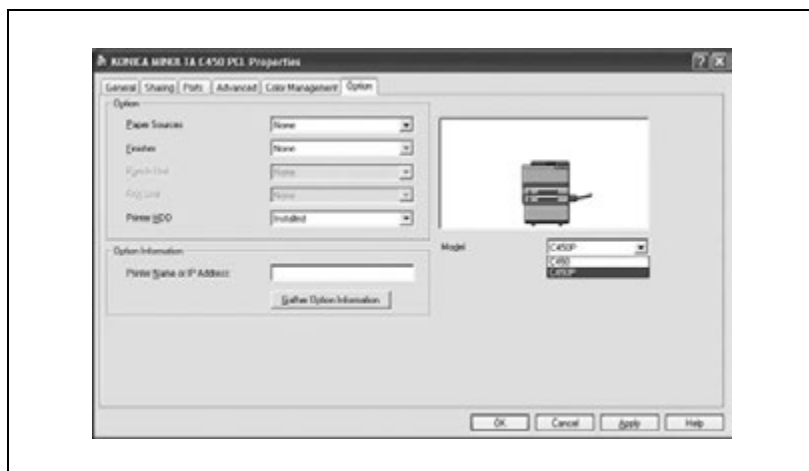 KONICA MINOLTA C450 PCL Properties
General Sharing Ports Advanced Color Management Option
Option
Paper Sources None
Finisher None
Punch Unit None
Fold Unit None
Printer HDD Installed
Model C450P
C450
C450P
Option Information
Printer Name or IP Address:
Gather Option Information
OK Cancel Apply Help